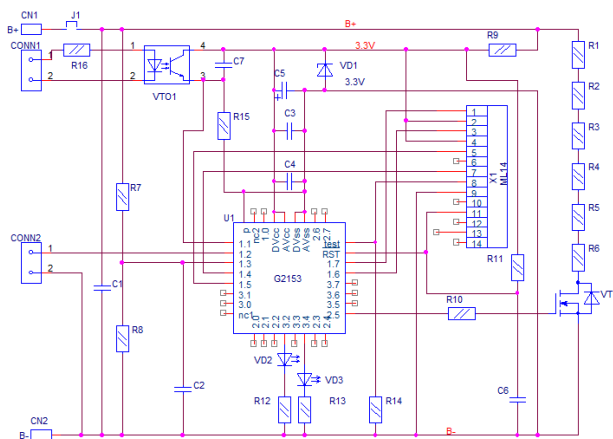 CN1 J1 B+
B+
CONN1
1 1 4 3.3V R9 R1
R16 C7 VD1
2 2 3 C5 3.3V R2
VTO1
C3 1 R3
R15 2
3
4
C4 5 R4
6 X1 ML14
R7 7
8
U1 9 R5
10
p nc2 1.0 DVcc AVcc DVss AVss 2.6 2.7 11
CONN2 1.1 test 12
1 1.2 RST 13 R6
1.3 1.7 14
2 1.4 G2153 1.6 R11
1.5 3.7
C1 3.1 3.6 VT
3.0 3.5 R10
nc1 2.5
2.0 2.1 2.2 3.2 3.3 3.4 2.3 2.4
R8
VD2
VD3
C2 R12 R13 R14 C6
CN2
B- B-